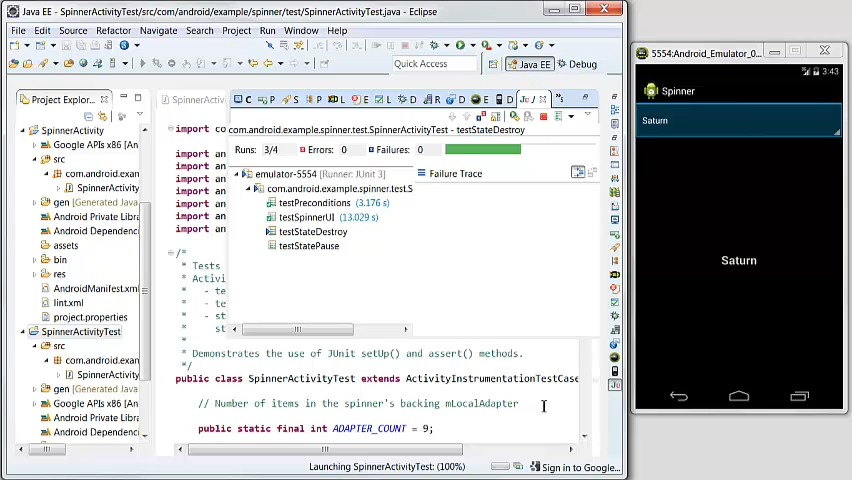 Java EE - SpinnerActivityTest/src/com/android/example/spinner/test/SpinnerActivityTest.java - Eclipse
File Edit Source Refactor Navigate Search Project Run Window Help
Quick Access
Java EE
Debug
Project Explor...
SpinnerActivity
Google APIs x86 [An
src
com.android.exan
SpinnerActivity
gen [Generated Java
Android Private Libra
Android Dependenc
assets
bin
res
AndroidManifest.xm
lint.xml
project.properties
SpinnerActivityTest
src
com.android.exan
SpinnerActivity
gen [Generated Java
Google APIs x86 [An
Android Private Libra
Android Dependenc
assets
SpinnerActiv
import co
import an
import an
import an
import an
import an
import an
import an
/*
* Tests
* Activi
* - te
* - te
* - st
st
*
* Demonstrates the use of JUnit setUp() and assert() methods.
*/
public class SpinnerActivityTest extends ActivityInstrumentationTestCase
// Number of items in the spinner's backing mLocalAdapter
public static final int ADAPTER_COUNT = 9;
C P S P L E L D R D E D Ju
com.android.example.spinner.test.SpinnerActivityTest - testStateDestroy
Runs: 3/4 Errors: 0 Failures: 0
emulator-5554 [Runner: JUnit 3]
com.android.example.spinner.test.S
testPreconditions (3.176 s)
testSpinnerUI (13.029 s)
testStateDestroy
testStatePause
Failure Trace
Launching SpinnerActivityTest: (100%)
Sign in to Google...
5554:Android_Emulator_0...
3:43
Spinner
Saturn
Saturn